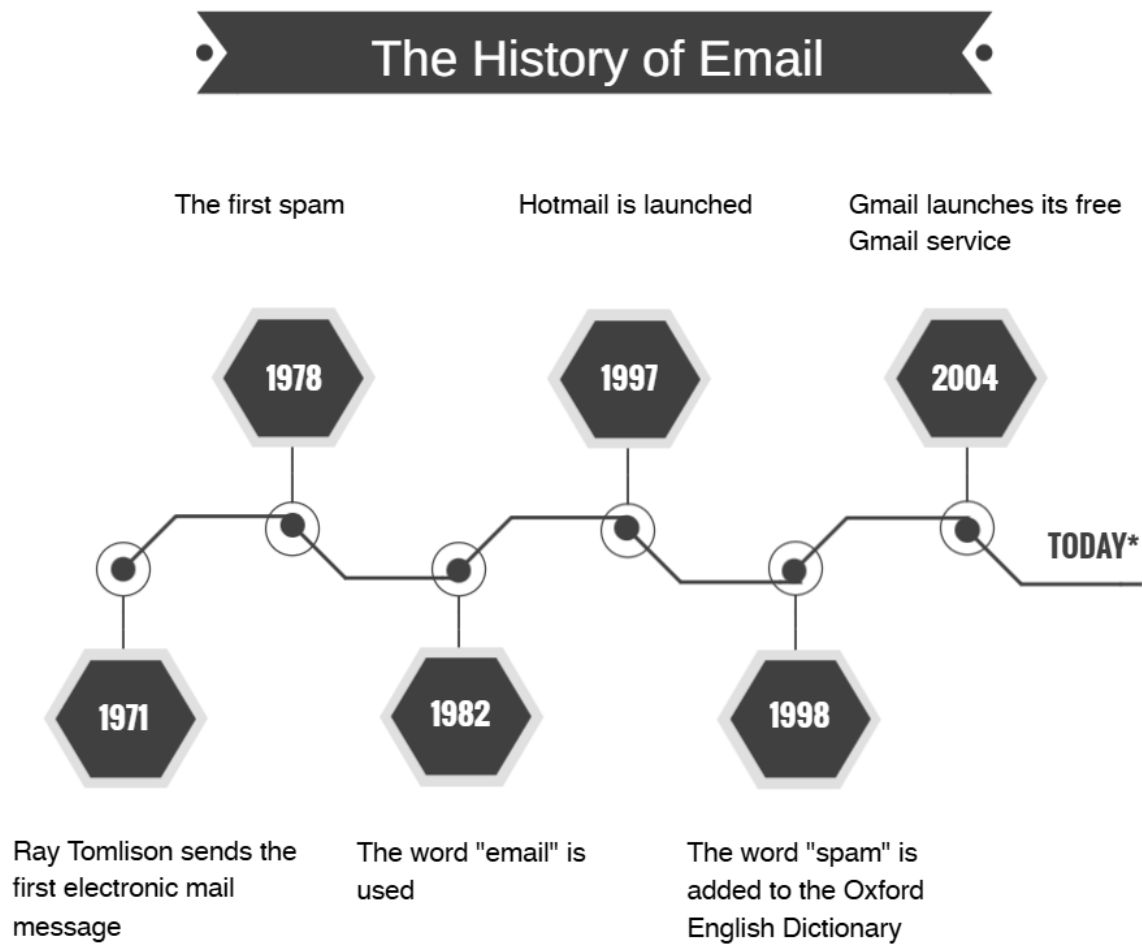 The History of Email
The first spam
Hotmail is launched
Gmail launches its free
Gmail service
1978
1997
2004
TODAY*
1971
1982
1998
Ray Tomlison sends the
first electronic mail
message
The word "email" is
used
The word "spam" is
added to the Oxford
English Dictionary